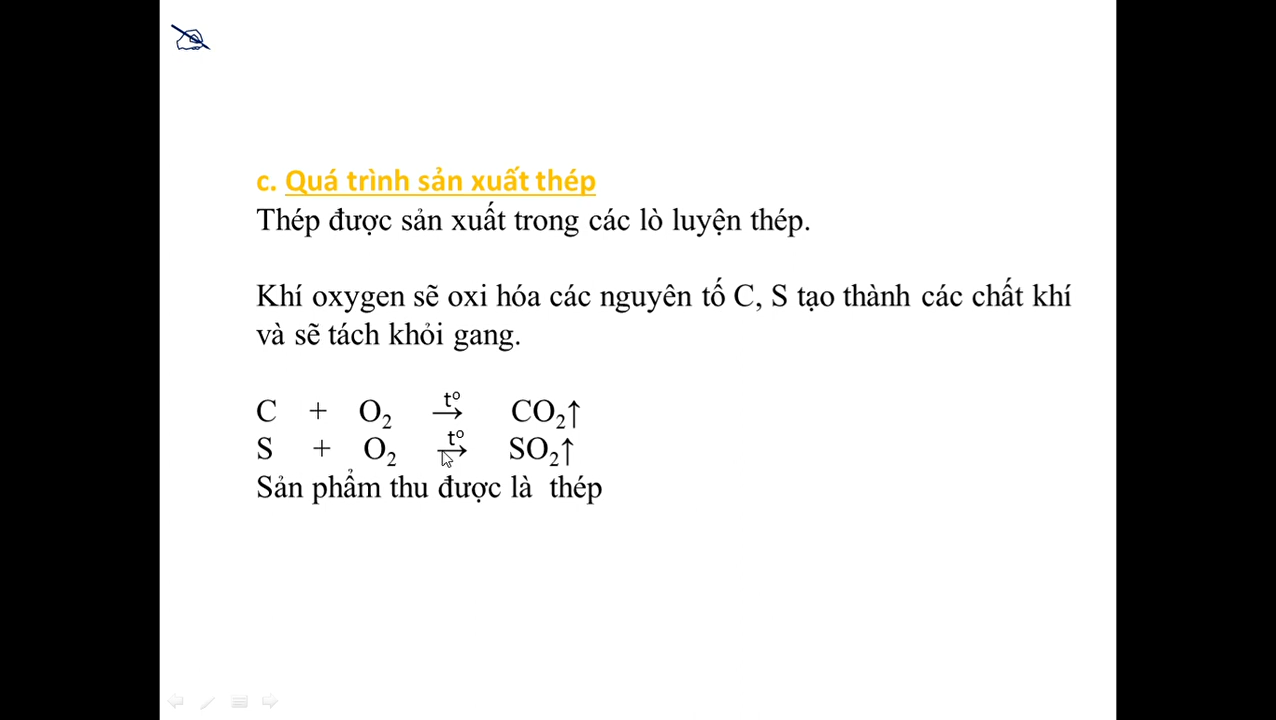 c. Quá trình sản xuất thép
Thép được sản xuất trong các lò luyện thép.
Khí oxygen sẽ oxi hóa các nguyên tố C, S tạo thành các chất khí
và sẽ tách khỏi gang.
C + O₂ →(tº) CO₂↑
S + O₂ →(tº) SO₂↑
Sản phẩm thu được là thép